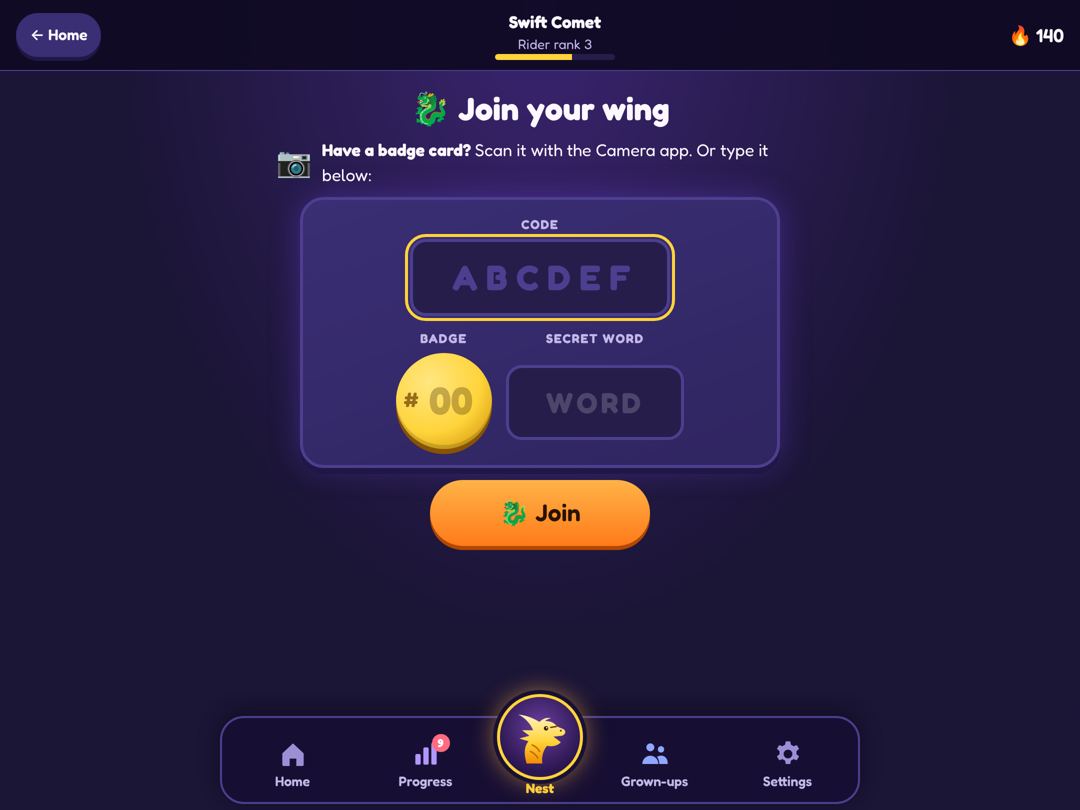 ← Home
Swift Comet
Rider rank 3
140
Join your wing
Have a badge card? Scan it with the Camera app. Or type it
below:
CODE
ABCDEF
BADGE
SECRET WORD
# 00
WORD
Join
Home
9
Progress
Nest
Grown-ups
Settings